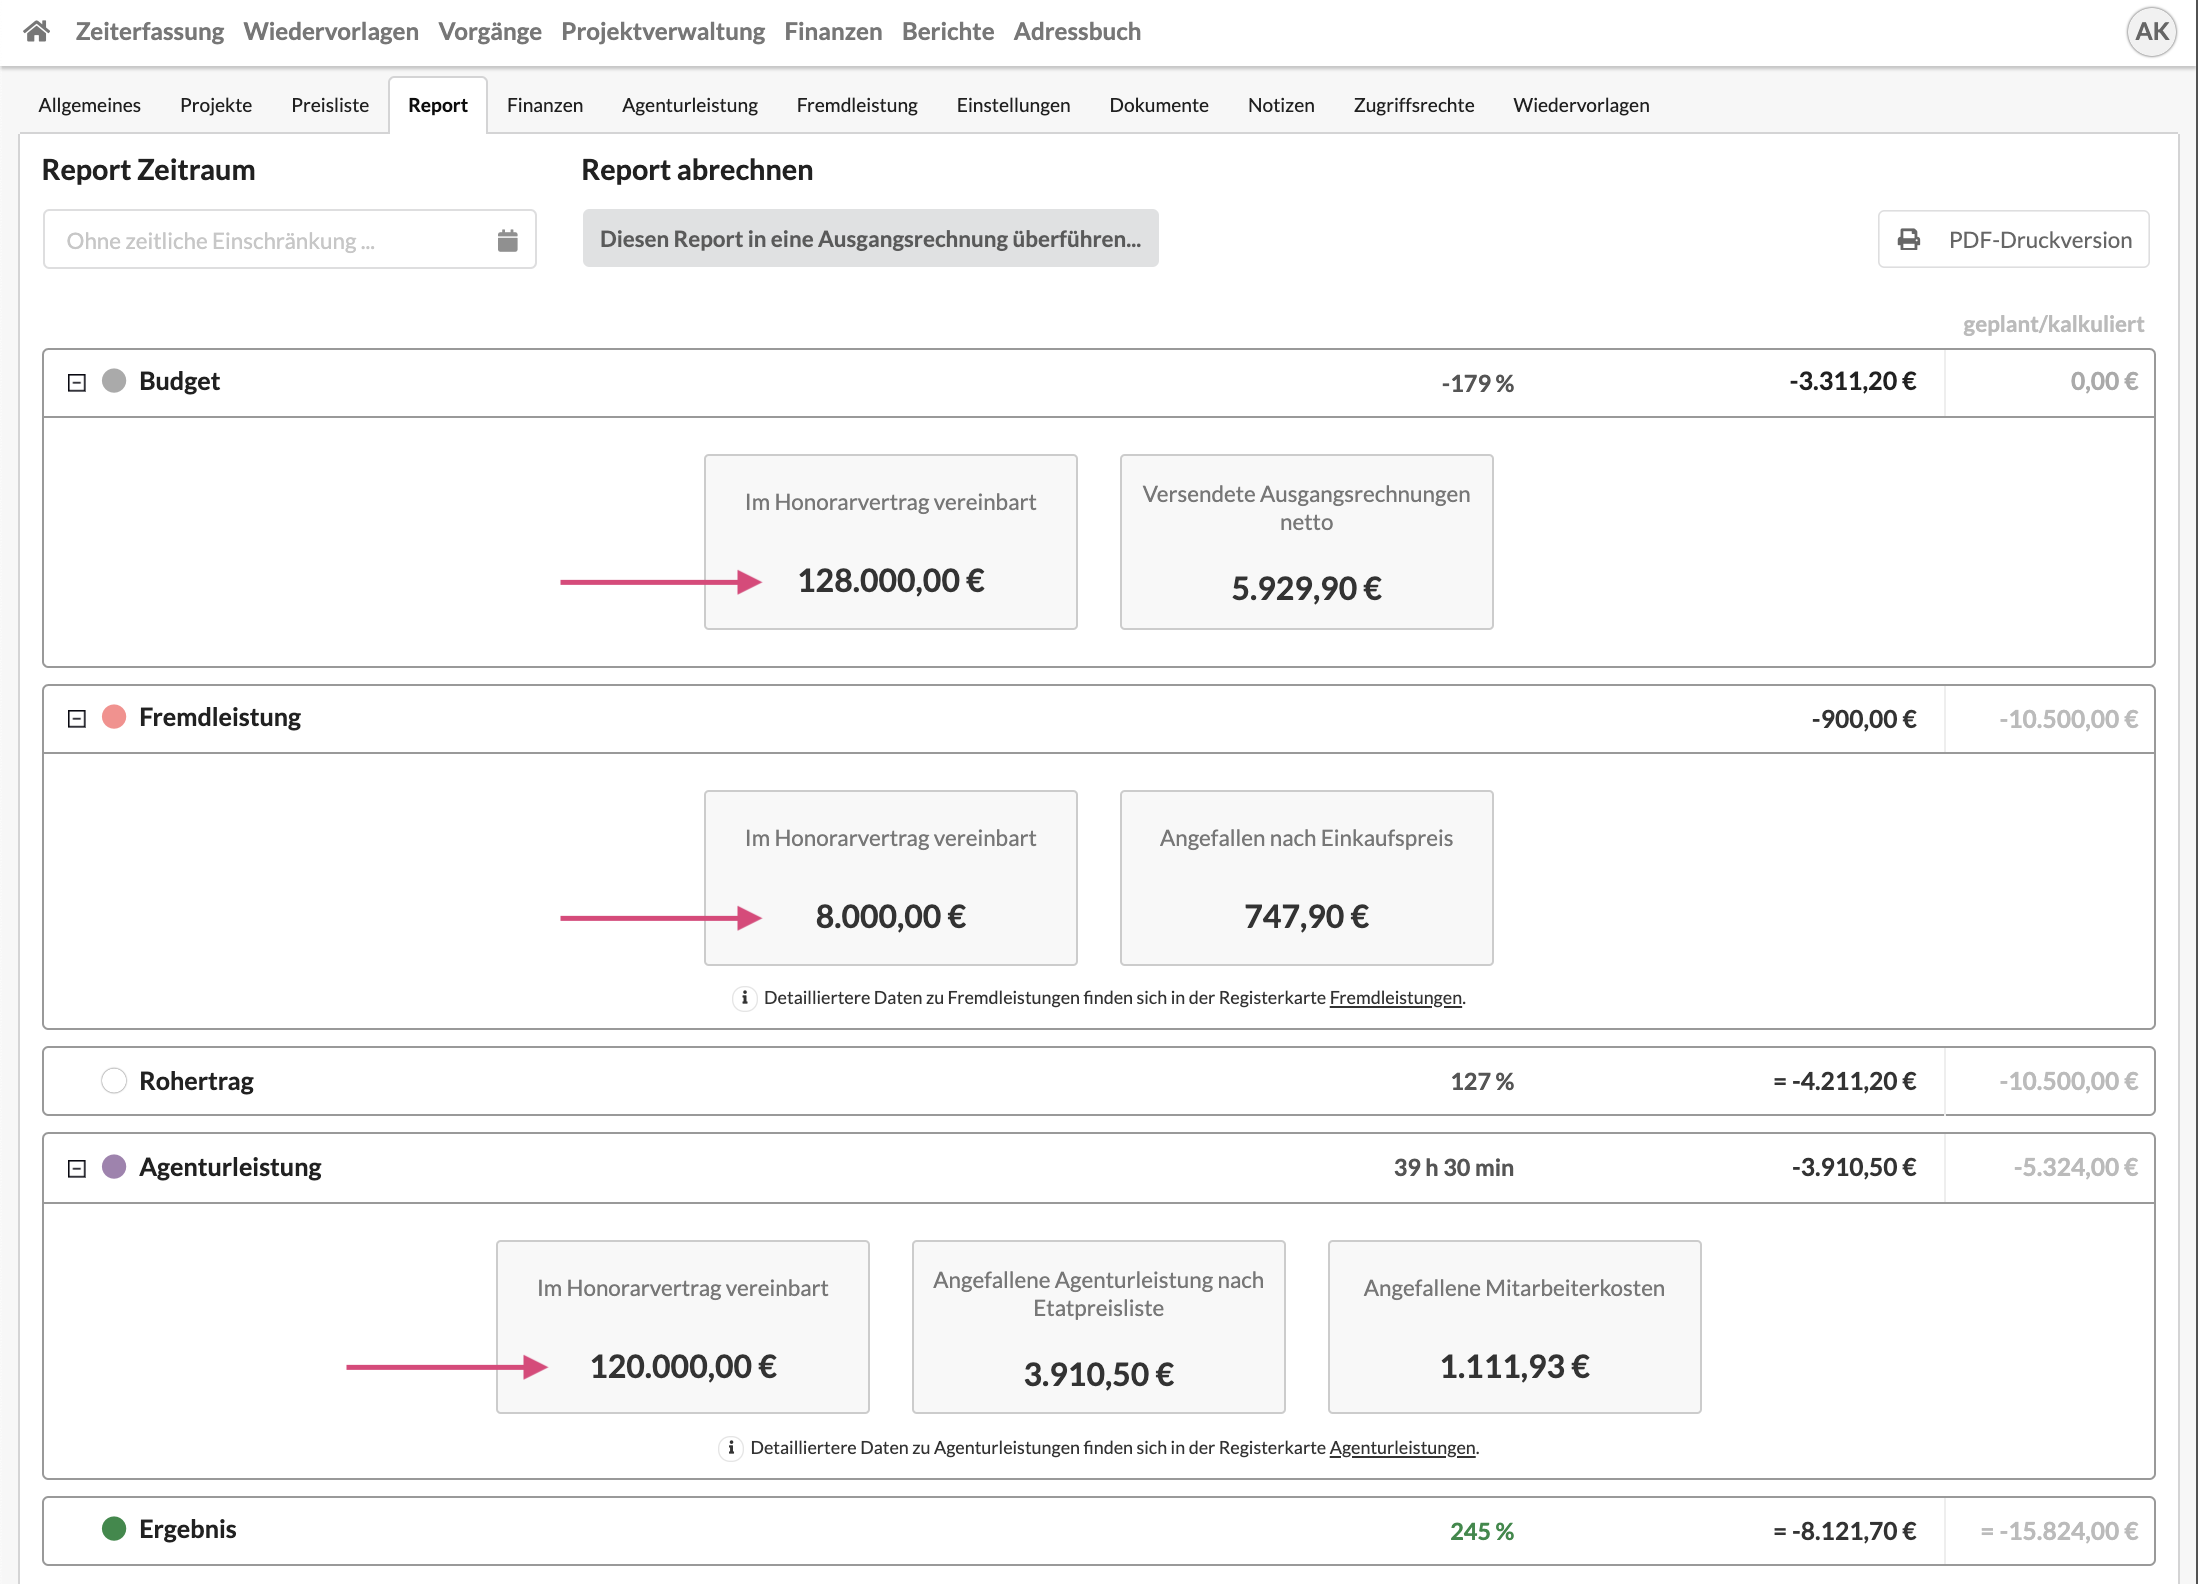 Zeiterfassung Wiedervorlagen Vorgänge Projektverwaltung Finanzen Berichte Adressbuch AK
Allgemeines Projekte Preisliste Report Finanzen Agenturleistung Fremdleistung Einstellungen Dokumente Notizen Zugriffsrechte Wiedervorlagen
Report Zeitraum Report abrechnen
Ohne zeitliche Einschränkung ... Diesen Report in eine Ausgangsrechnung überführen... PDF-Druckversion
geplant/kalkuliert
Budget -179 % -3.311,20 € 0,00 €
Im Honorarvertrag vereinbart
128.000,00 €
Versendete Ausgangsrechnungen
netto
5.929,90 €
Fremdleistung -900,00 € -10.500,00 €
Im Honorarvertrag vereinbart
8.000,00 €
Angefallen nach Einkaufspreis
747,90 €
Detailliertere Daten zu Fremdleistungen finden sich in der Registerkarte Fremdleistungen.
Rohertrag 127 % = -4.211,20 € -10.500,00 €
Agenturleistung 39 h 30 min -3.910,50 € -5.324,00 €
Im Honorarvertrag vereinbart
120.000,00 €
Angefallene Agenturleistung nach
Etatpreisliste
3.910,50 €
Angefallene Mitarbeiterkosten
1.111,93 €
Detailliertere Daten zu Agenturleistungen finden sich in der Registerkarte Agenturleistungen.
Ergebnis 245 % = -8.121,70 € = -15.824,00 €